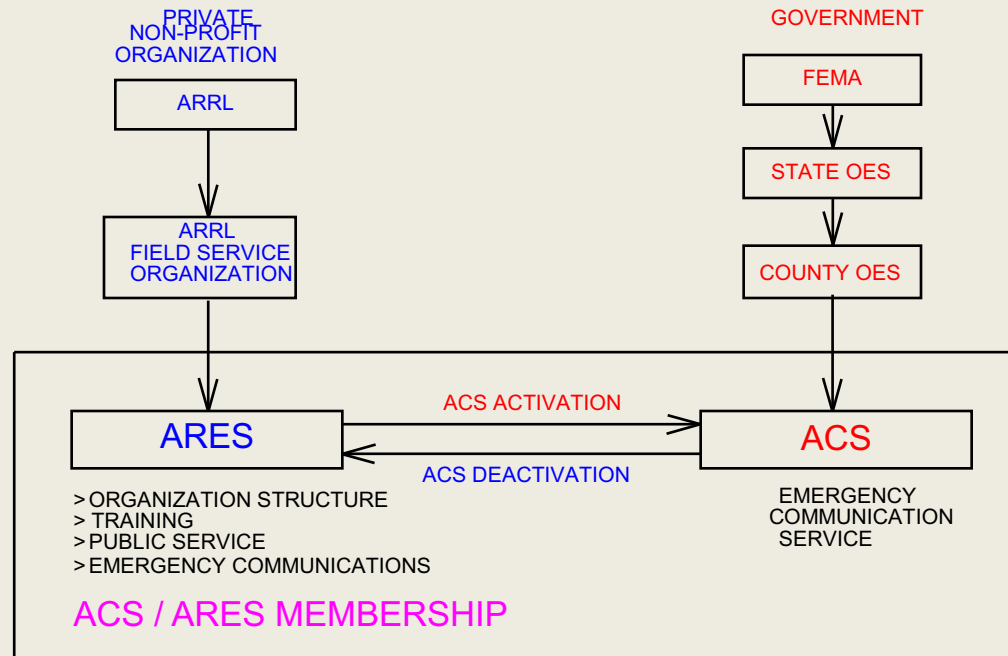 PRIVATE
NON-PROFIT
ORGANIZATION
ARRL
ARRL
FIELD SERVICE
ORGANIZATION
GOVERNMENT
FEMA
STATE OES
COUNTY OES
ARES
ACS ACTIVATION
ACS DEACTIVATION
ACS
> ORGANIZATION STRUCTURE
> TRAINING
> PUBLIC SERVICE
> EMERGENCY COMMUNICATIONS
EMERGENCY
COMMUNICATION
SERVICE
ACS / ARES MEMBERSHIP